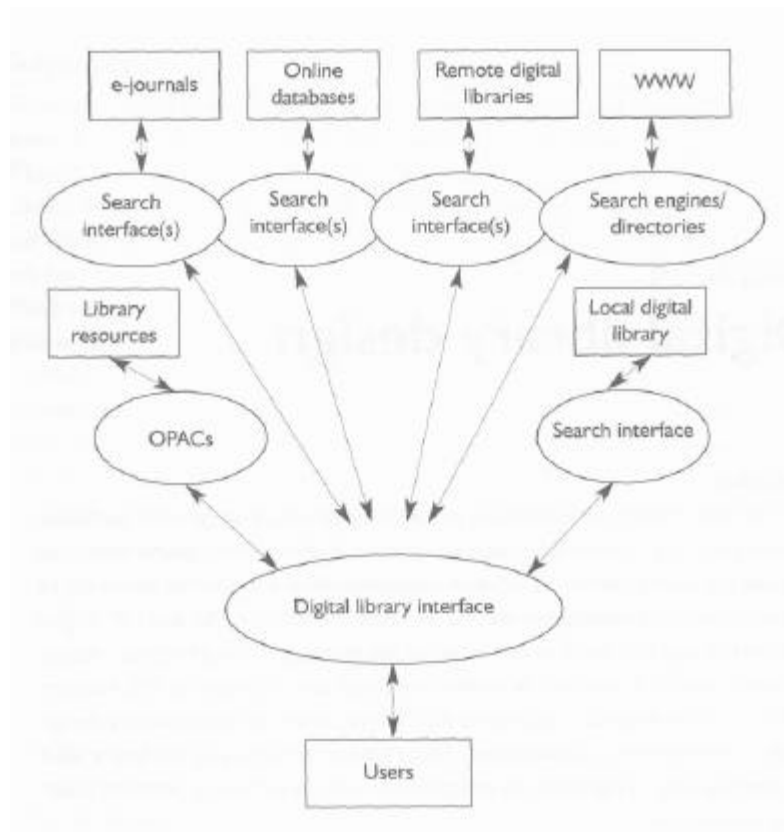 e-journals
Online
databases
Remote digital
libraries
WWW
Search
interface(s)
Search
interface(s)
Search
interface(s)
Search engines/
directories
Library
resources
Local digital
library
OPACs
Search interface
Digital library interface
Users